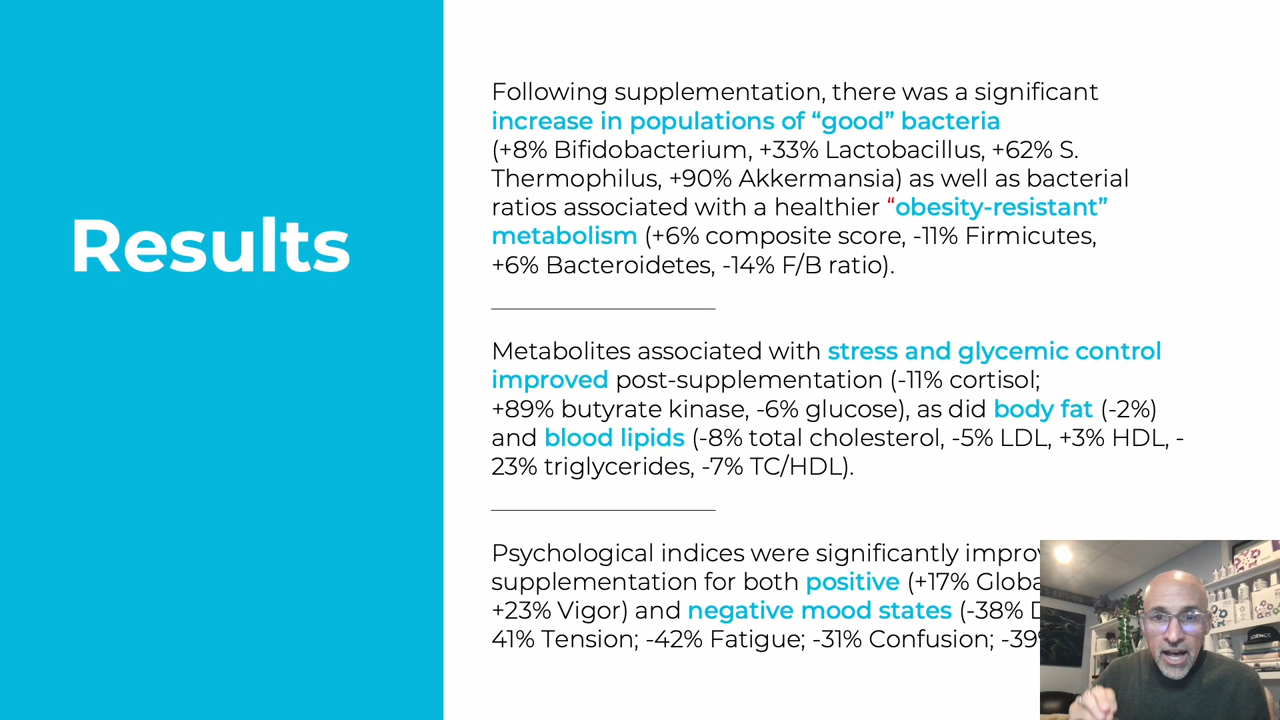 Results
Following supplementation, there was a significant
increase in populations of “good” bacteria
(+8% Bifidobacterium, +33% Lactobacillus, +62% S.
Thermophilus, +90% Akkermansia) as well as bacterial
ratios associated with a healthier “obesity-resistant”
metabolism (+6% composite score, -11% Firmicutes,
+6% Bacteroidetes, -14% F/B ratio).
Metabolites associated with stress and glycemic control
improved post-supplementation (-11% cortisol;
+89% butyrate kinase, -6% glucose), as did body fat (-2%)
and blood lipids (-8% total cholesterol, -5% LDL, +3% HDL, -
23% triglycerides, -7% TC/HDL).
Psychological indices were significantly
supplementation for both positive (+17%
+23% Vigor) and negative mood states (-38%
41% Tension; -42% Fatigue; -31% Confusion;